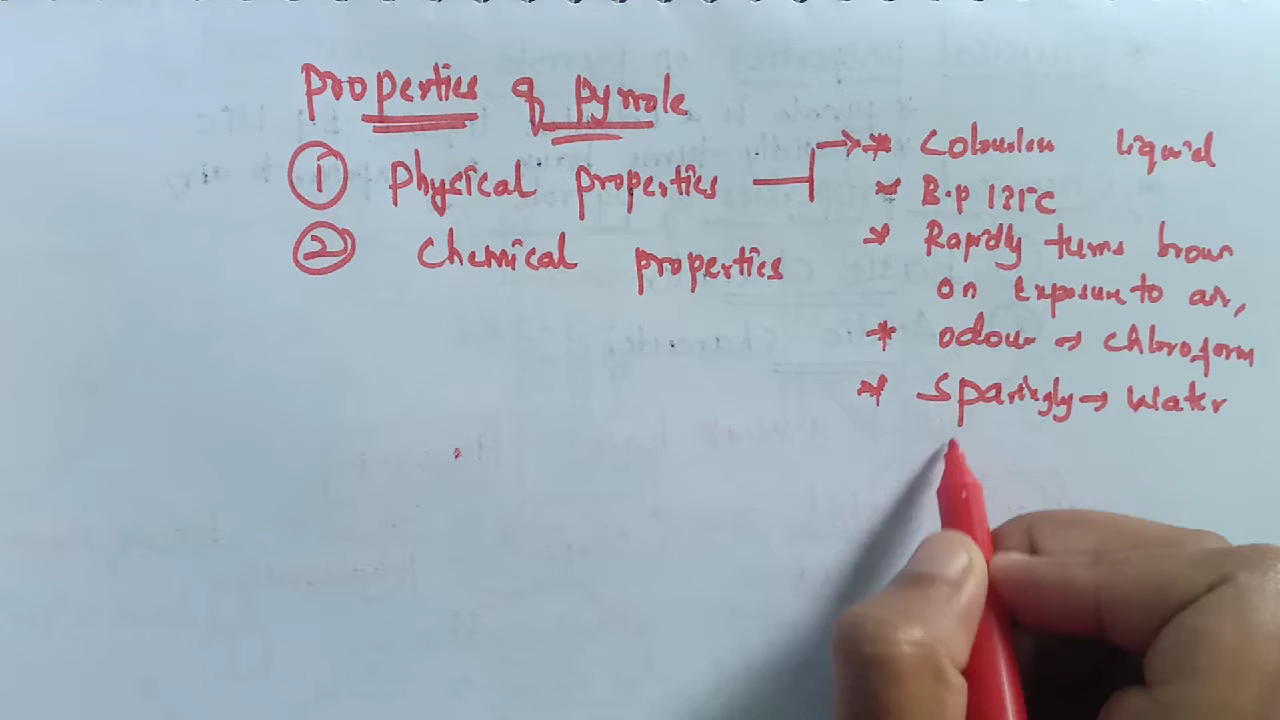 Properties of pyrrole
① Physical properties → * Colourless liquid
* B.p 131°C
* Rapidly turns brown
on exposure to air,
② Chemical properties
* odour → chloroform
* Sparingly → Water